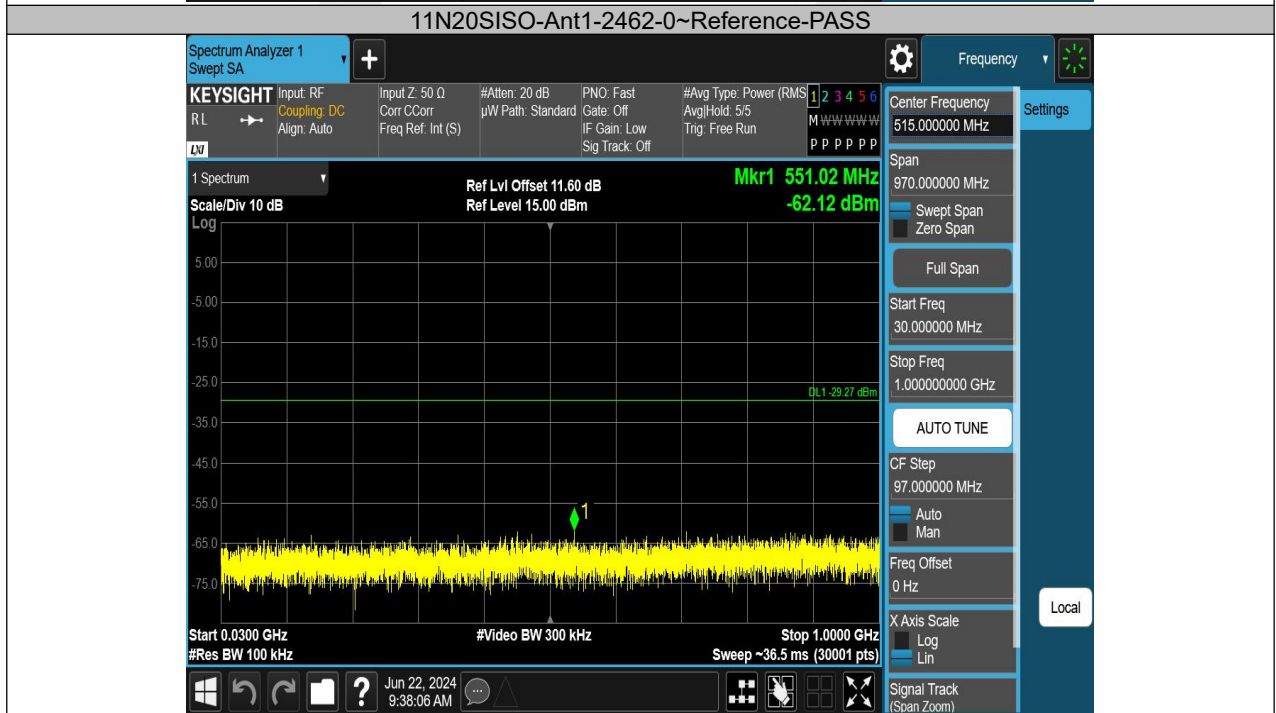 11N20SISO-Ant1-2462-0~Reference-PASS
Spectrum Analyzer 1
Swept SA
+
Frequency
KEYSIGHT
R L
LXI
Input: RF
Coupling: DC
Align: Auto
Input Z: 50 Ω
Corr CCorr
Freq Ref: Int (S)
#Atten: 20 dB
µW Path: Standard
PNO: Fast
Gate: Off
IF Gain: Low
Sig Track: Off
#Avg Type: Power (RMS
Avg|Hold: 5/5
Trig: Free Run
1 2 3 4 5 6
M W W W W W
P P P P P P
1 Spectrum
Scale/Div 10 dB
Ref Lvl Offset 11.60 dB
Ref Level 15.00 dBm
Mkr1 551.02 MHz
-62.12 dBm
Log
5.00
-5.00
-15.0
-25.0
DL1 -29.27 dBm
-35.0
-45.0
-55.0
1
-65.0
-75.0
Start 0.0300 GHz
#Res BW 100 kHz
#Video BW 300 kHz
Stop 1.0000 GHz
Sweep ~36.5 ms (30001 pts)
Center Frequency
515.000000 MHz
Settings
Span
970.000000 MHz
Swept Span
Zero Span
Full Span
Start Freq
30.000000 MHz
Stop Freq
1.000000000 GHz
AUTO TUNE
CF Step
97.000000 MHz
Auto
Man
Freq Offset
0 Hz
Local
X Axis Scale
Log
Lin
Signal Track
(Span Zoom)
?
Jun 22, 2024
9:38:06 AM